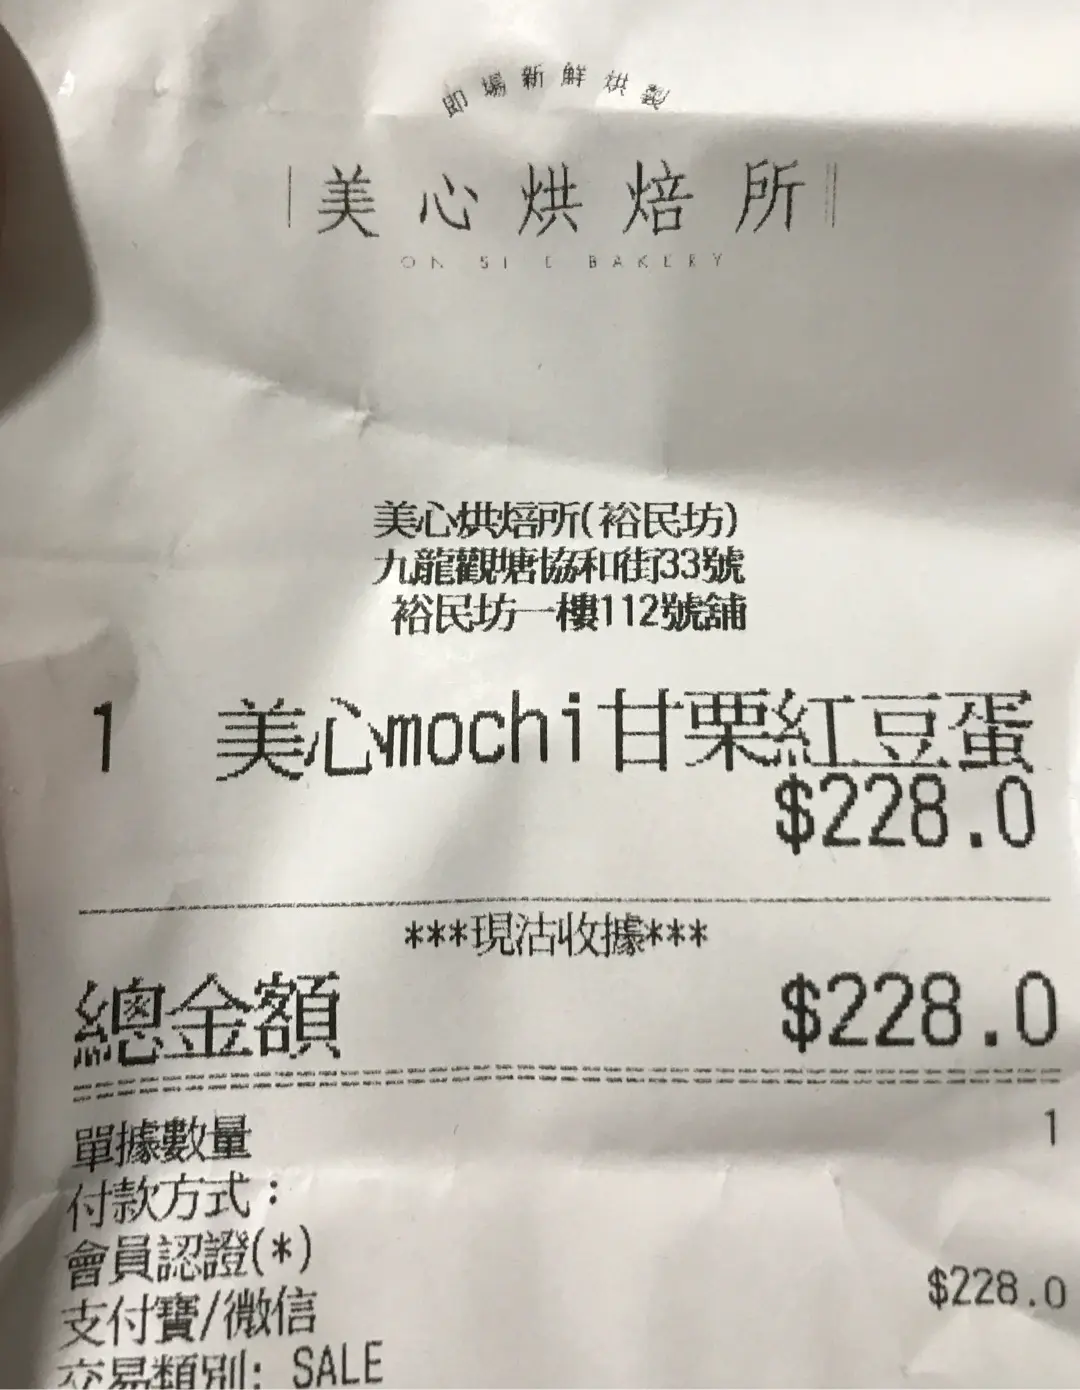 即場新鮮烘製
美心烘焙所
ON SITE BAKERY
美心烘焙所(裕民坊)
九龍觀塘協和街33號
裕民坊一樓112號舖
1 美心mochi甘栗紅豆蛋
$228.0
***現沽收據***
總金額 $228.0
單據數量 1
付款方式：
會員認證(*)
支付寶/微信 $228.0
交易類別: SALE